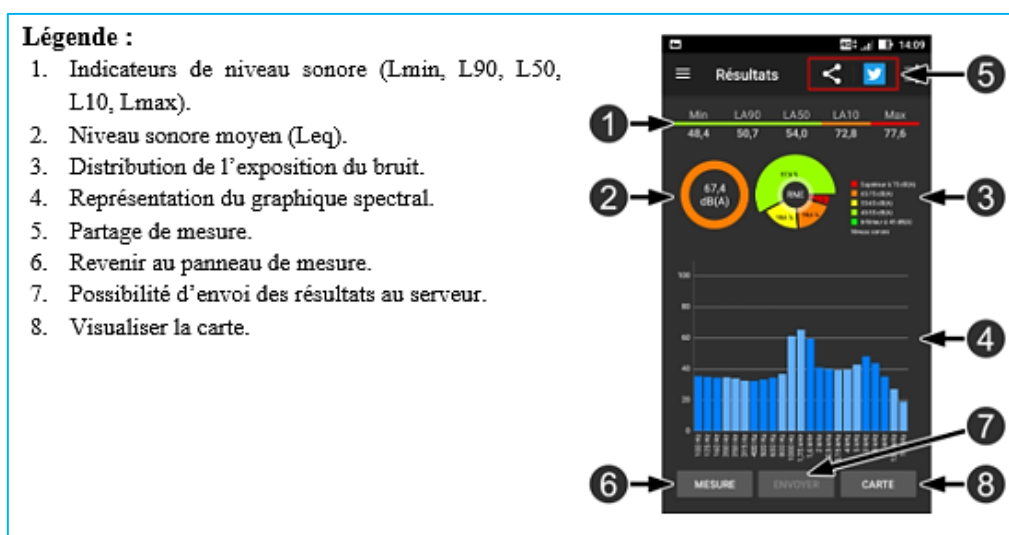 Légende :
1. Indicateurs de niveau sonore (Lmin, L90, L50,
L10, Lmax).
2. Niveau sonore moyen (Leq).
3. Distribution de l’exposition du bruit.
4. Représentation du graphique spectral.
5. Partage de mesure.
6. Revenir au panneau de mesure.
7. Possibilité d’envoi des résultats au serveur.
8. Visualiser la carte.
14:09
Résultats
5
1
Min LA90 LA50 LA10 Max
48,4 50,7 54,0 72,8 77,6
2
67,4
dB(A)
RNE
3
100
80
60
40
20
0
4
7
6
MESURE ENVOYER CARTE
8